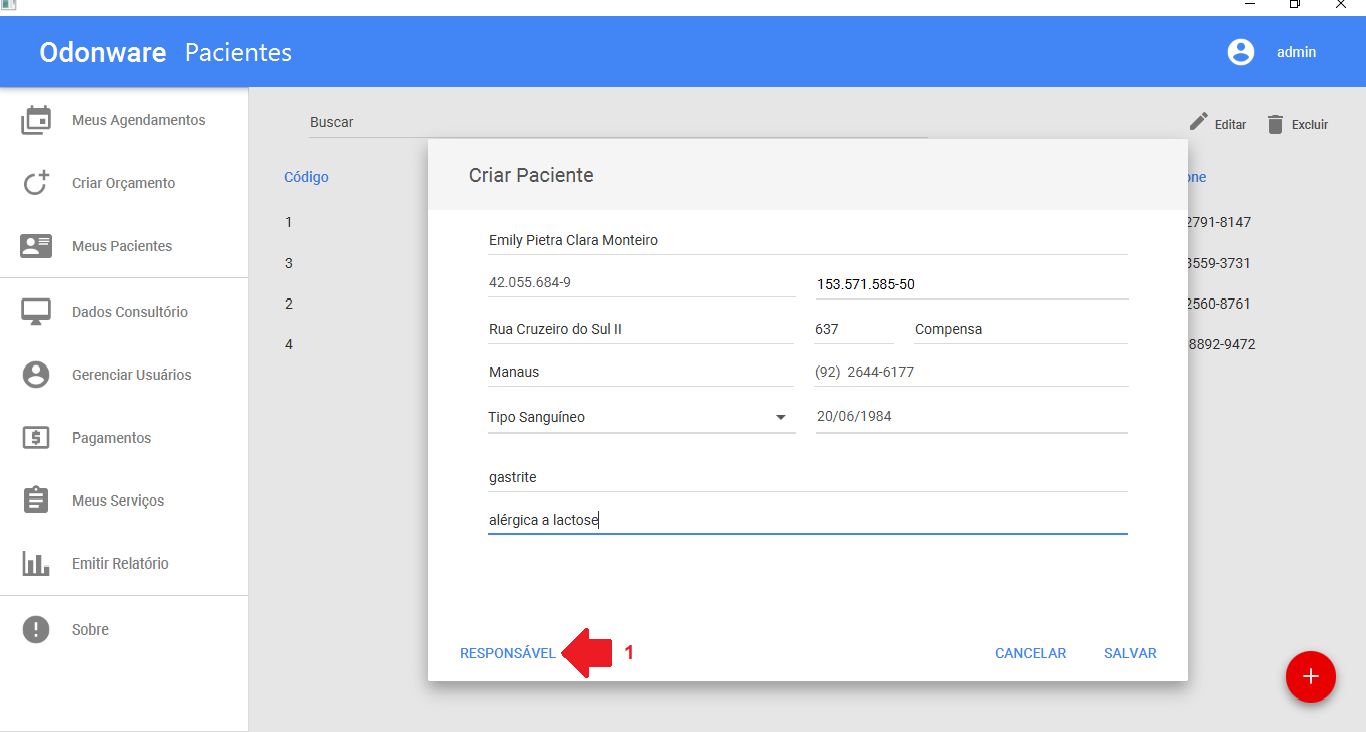 Odonware Pacientes
admin
Meus Agendamentos
Criar Orçamento
Meus Pacientes
Dados Consultório
Gerenciar Usuários
Pagamentos
Meus Serviços
Emitir Relatório
Sobre
Buscar
Editar Excluir
Código
one
1
2791-8147
3
3559-3731
2
2560-8761
4
8892-9472
Criar Paciente
Emily Pietra Clara Monteiro
42.055.684-9 153.571.585-50
Rua Cruzeiro do Sul II 637 Compensa
Manaus (92) 2644-6177
Tipo Sanguíneo 20/06/1984
gastrite
alérgica a lactose
RESPONSÁVEL 1 CANCELAR SALVAR